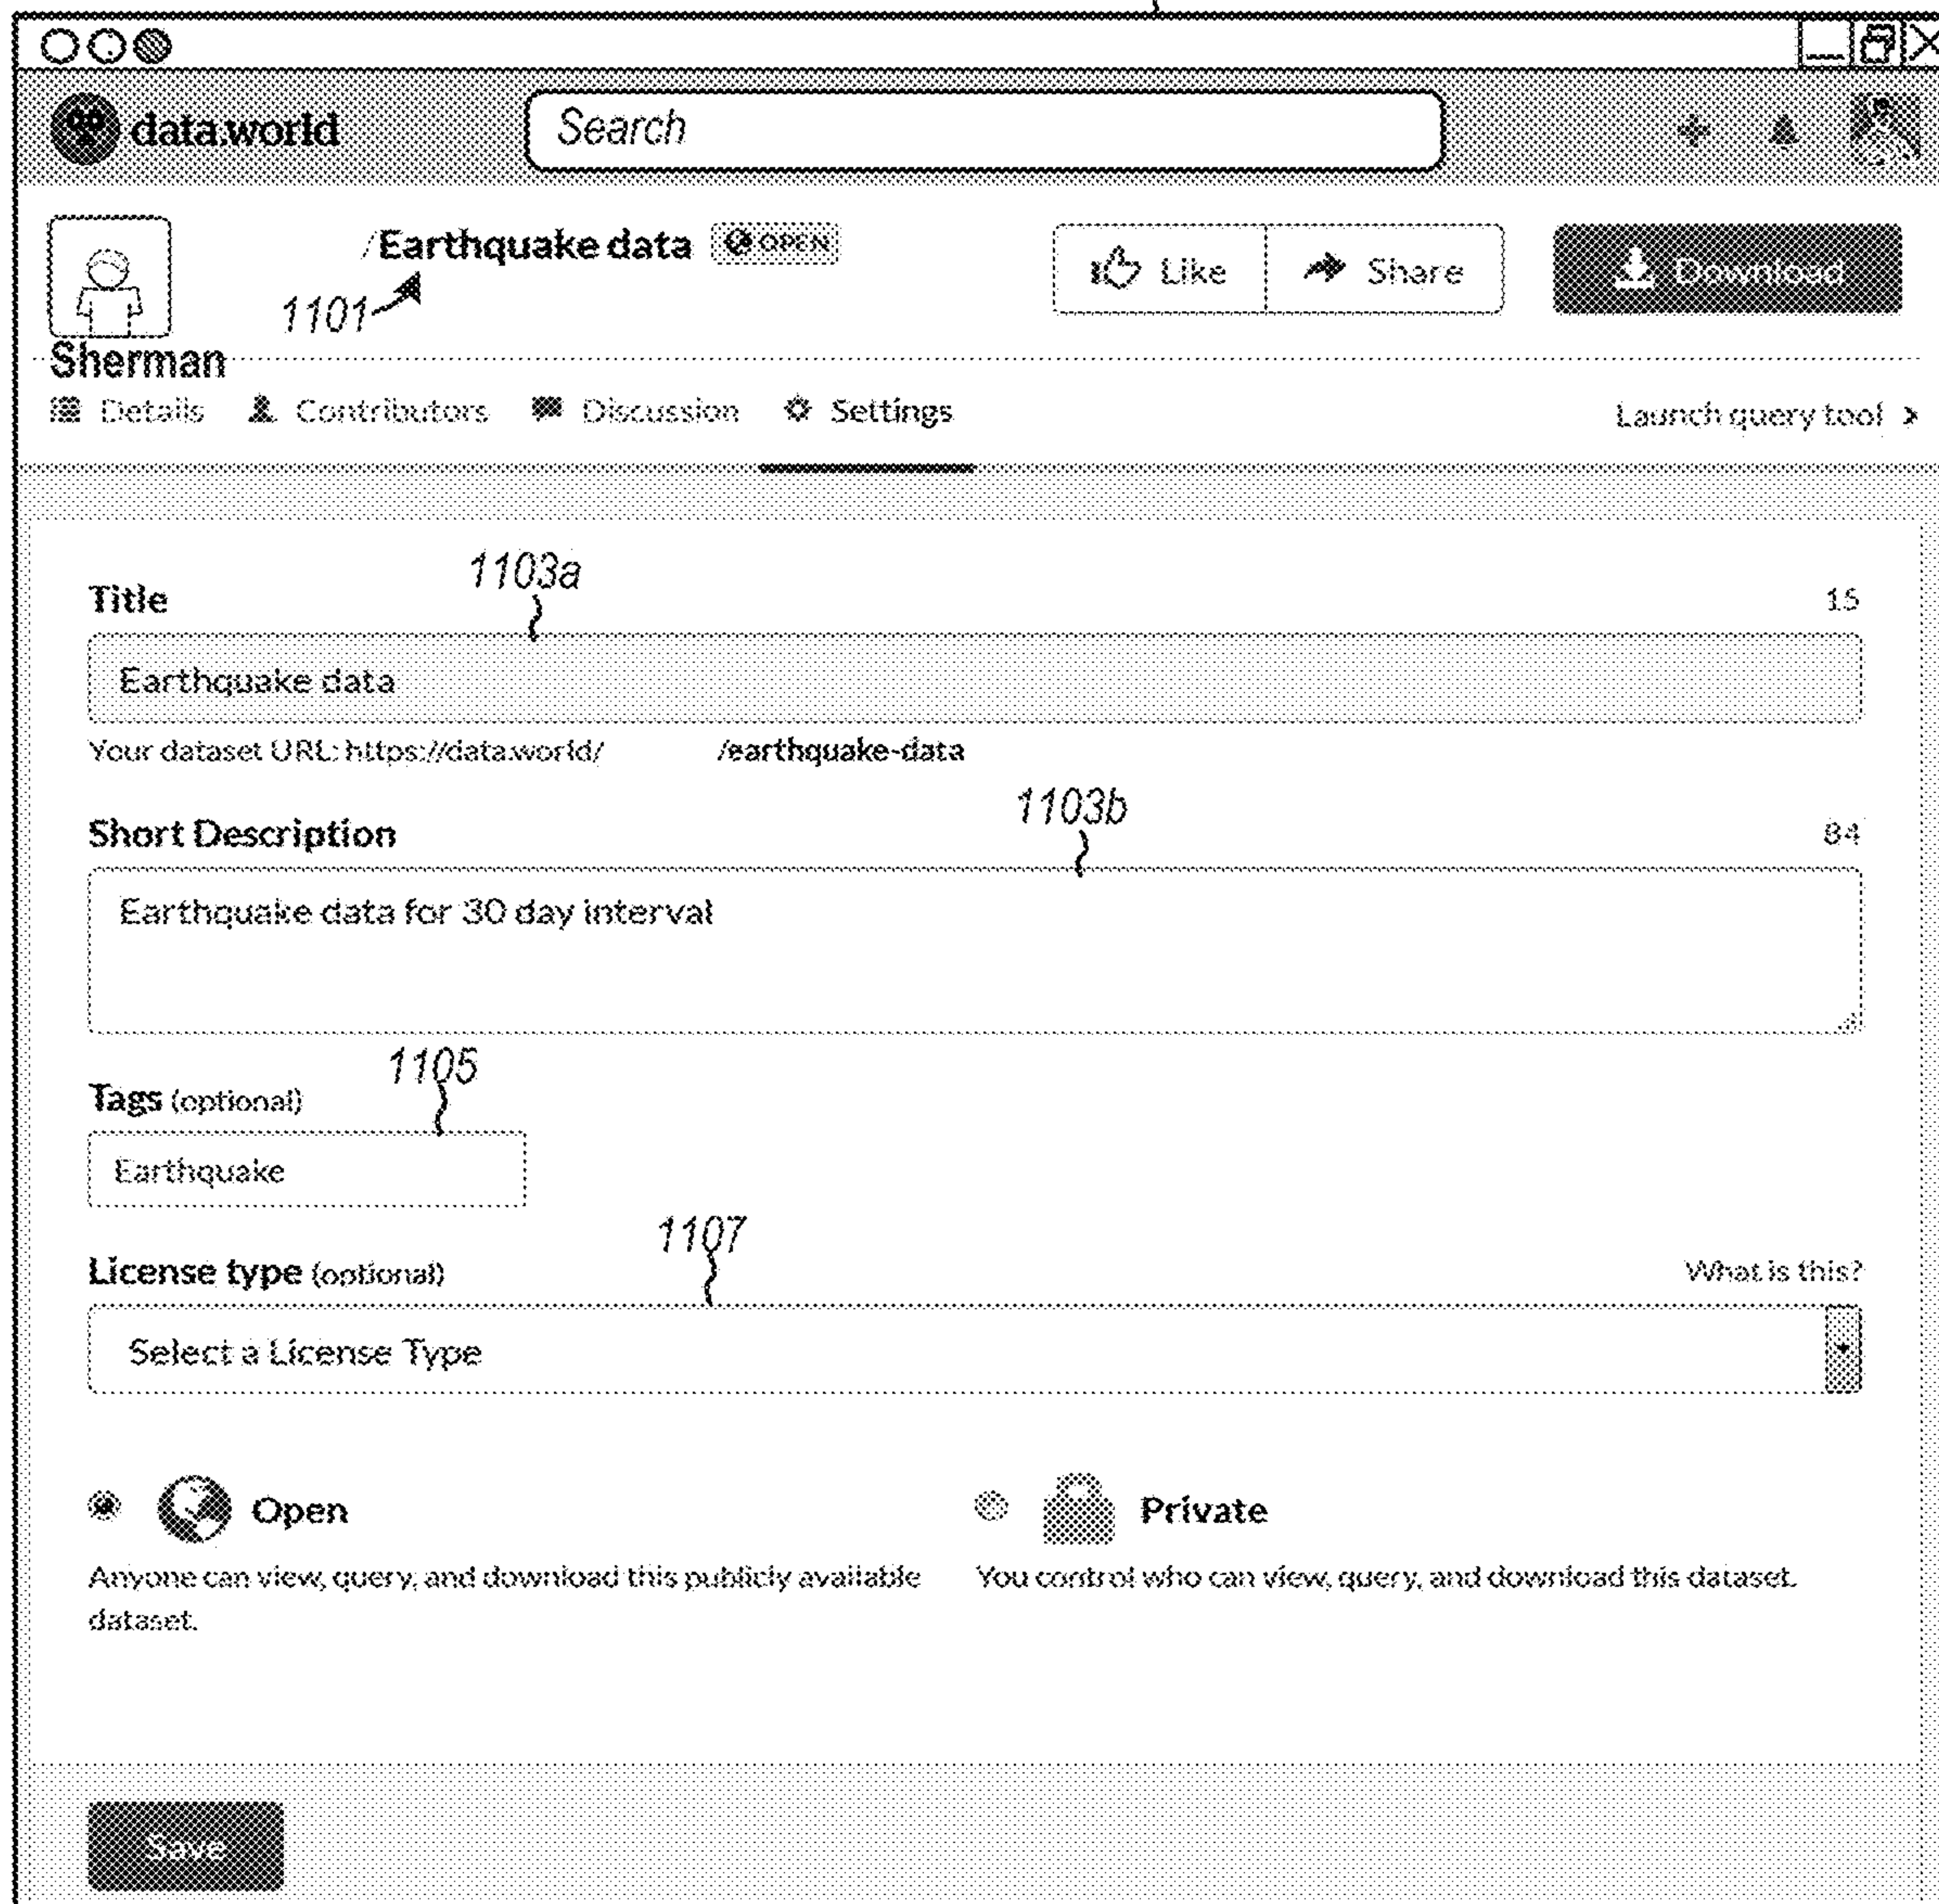 data.world Search
/Earthquake data OPEN Like Share Download
1101
Sherman
Details Contributors Discussion Settings Launch query tool
1103a
Title 15
Earthquake data
Your dataset URL: https://data.world/ /earthquake-data
1103b
Short Description 84
Earthquake data for 30 day interval
1105
Tags (optional)
Earthquake
1107
License type (optional) What is this?
Select a License Type
Open Private
Anyone can view, query, and download this publicly available You control who can view, query, and download this dataset.
dataset.
Save